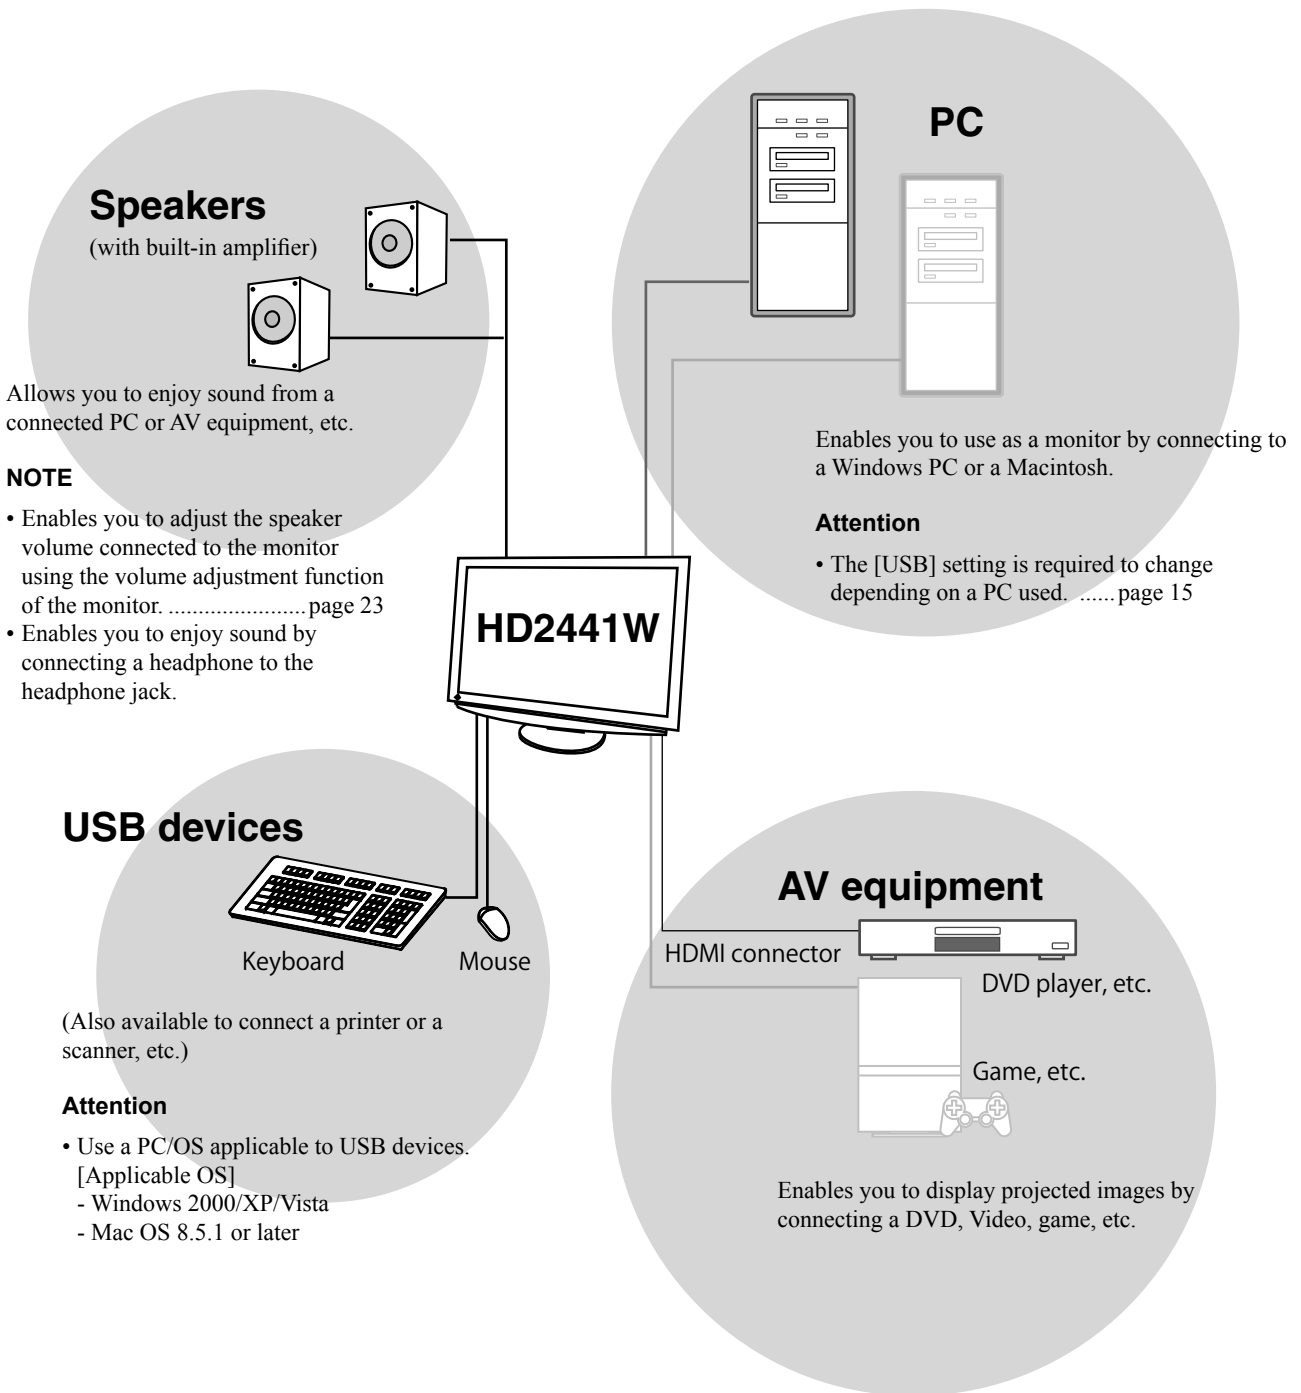 Speakers
(with built-in amplifier)
Allows you to enjoy sound from a
connected PC or AV equipment, etc.
NOTE
• Enables you to adjust the speaker
volume connected to the monitor
using the volume adjustment function
of the monitor. .......................page 23
• Enables you to enjoy sound by
connecting a headphone to the
headphone jack.
PC
Enables you to use as a monitor by connecting to
a Windows PC or a Macintosh.
Attention
• The [USB] setting is required to change
depending on a PC used. ......page 15
HD2441W
USB devices
Keyboard
Mouse
(Also available to connect a printer or a
scanner, etc.)
Attention
• Use a PC/OS applicable to USB devices.
[Applicable OS]
- Windows 2000/XP/Vista
- Mac OS 8.5.1 or later
AV equipment
HDMI connector
DVD player, etc.
Game, etc.
Enables you to display projected images by
connecting a DVD, Video, game, etc.